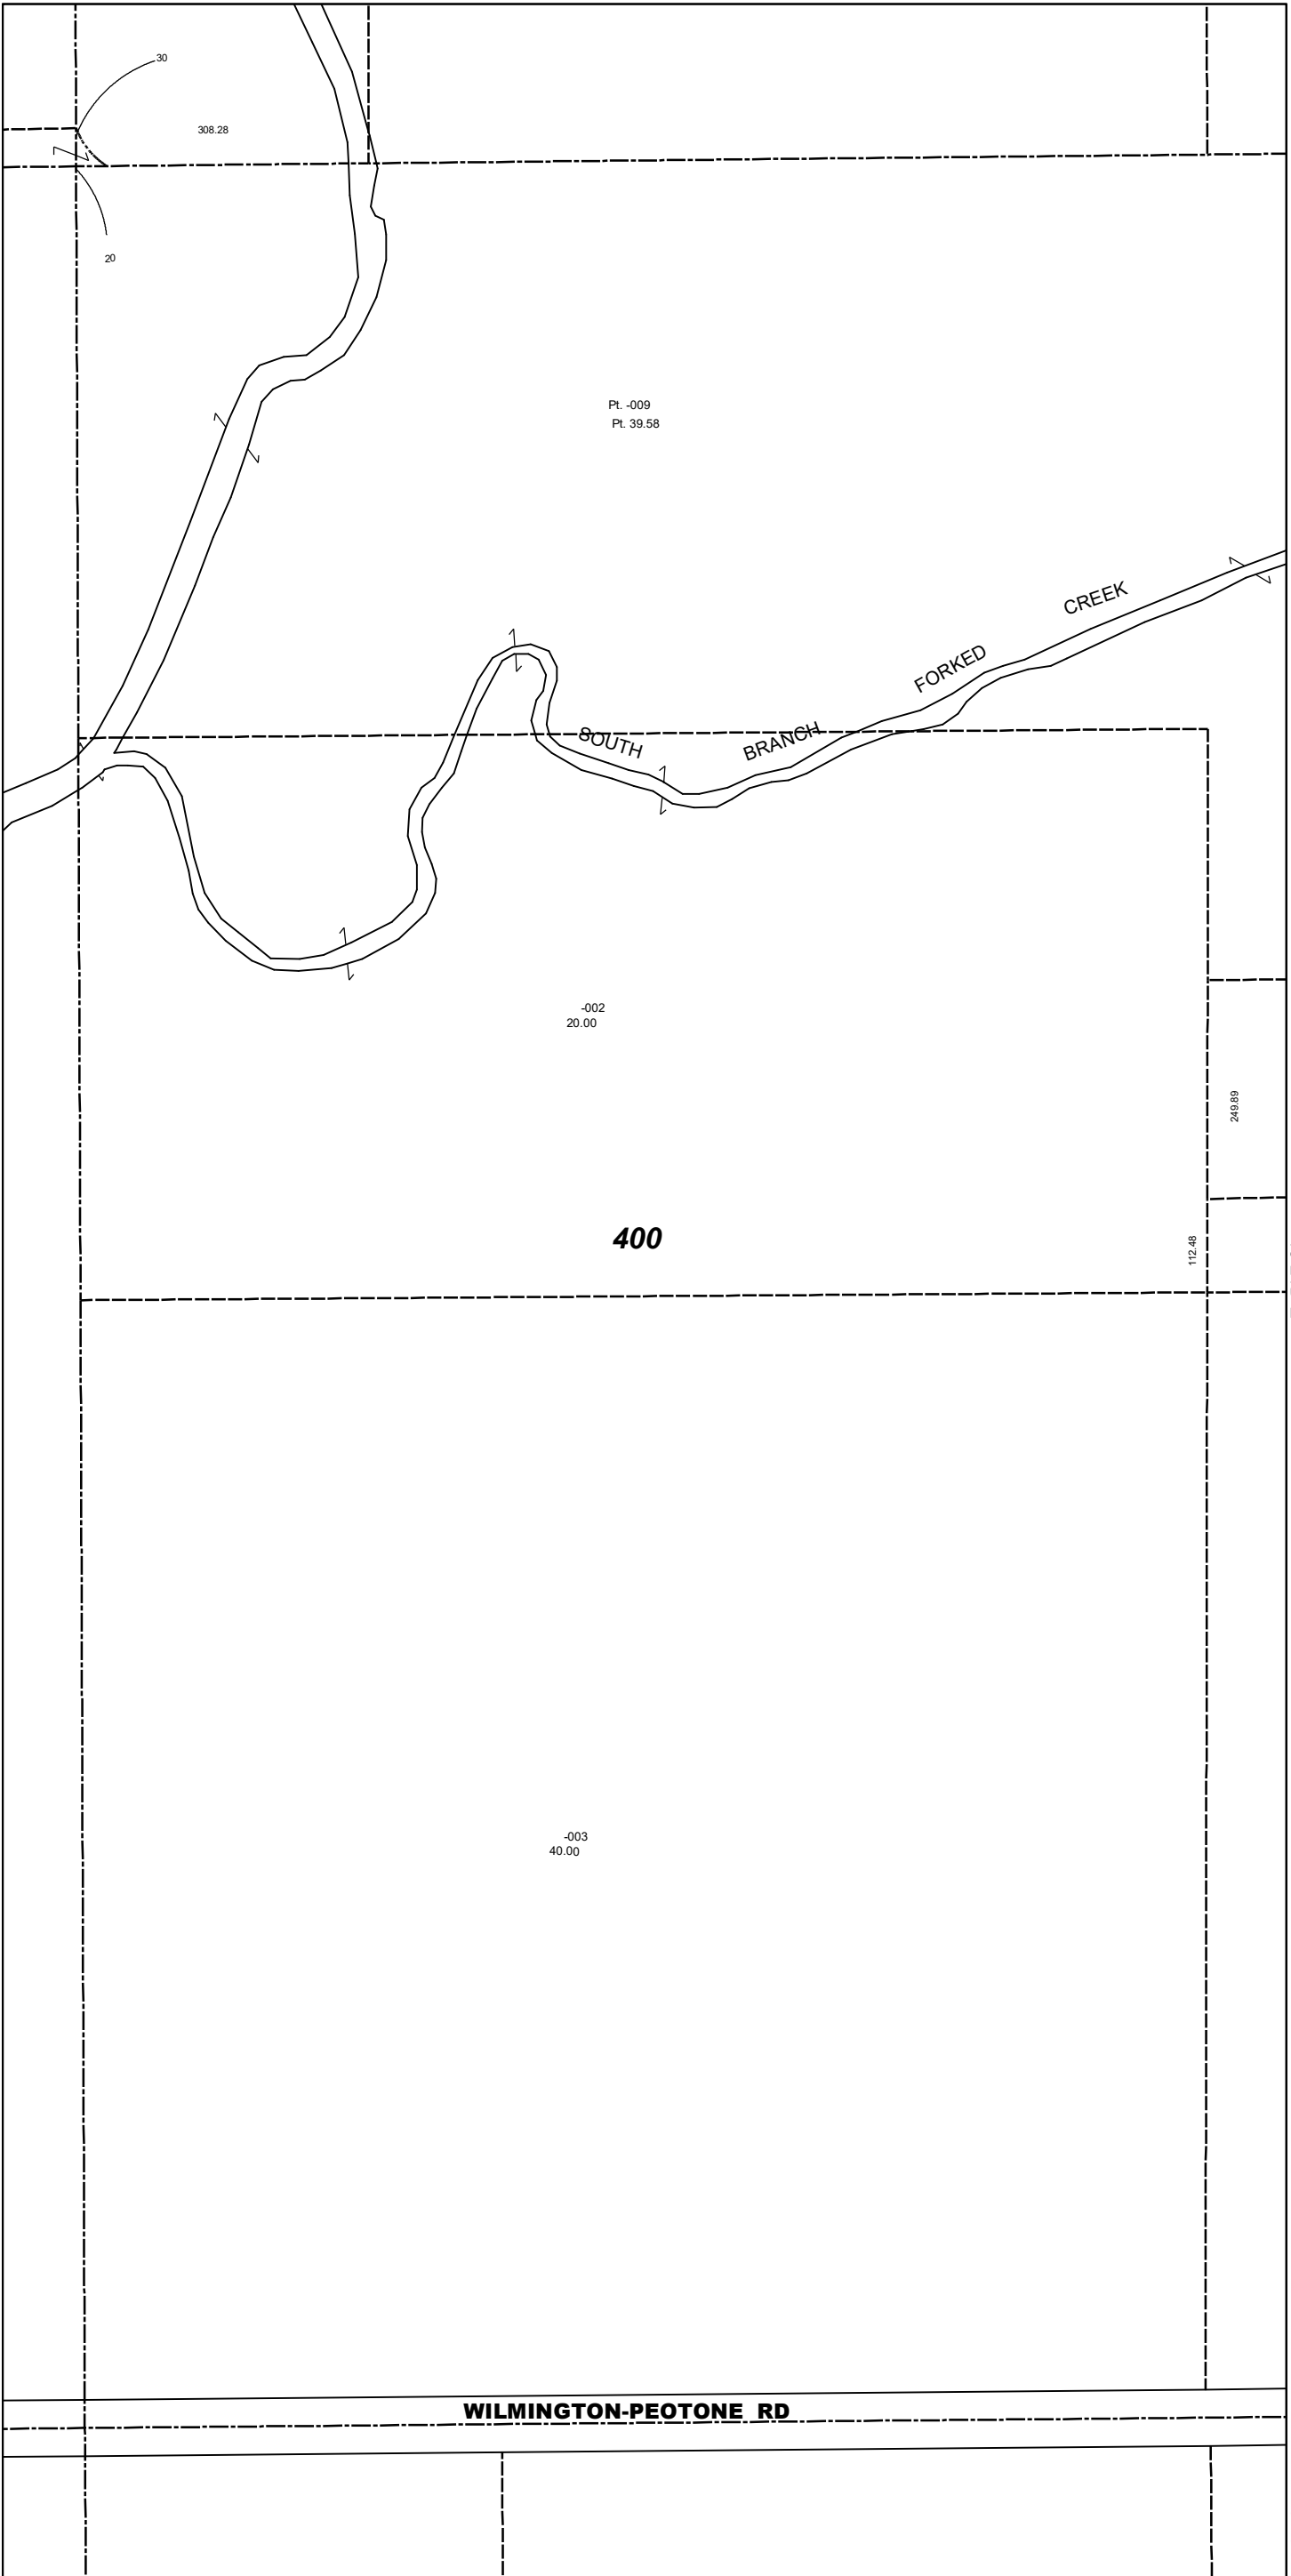 30
308.28
20
Pt. -009
Pt. 39.58
SOUTH BRANCH FORKED CREEK
-002
20.00
249.89
112.48
400
-003
40.00
WILMINGTON-PEOTONE RD